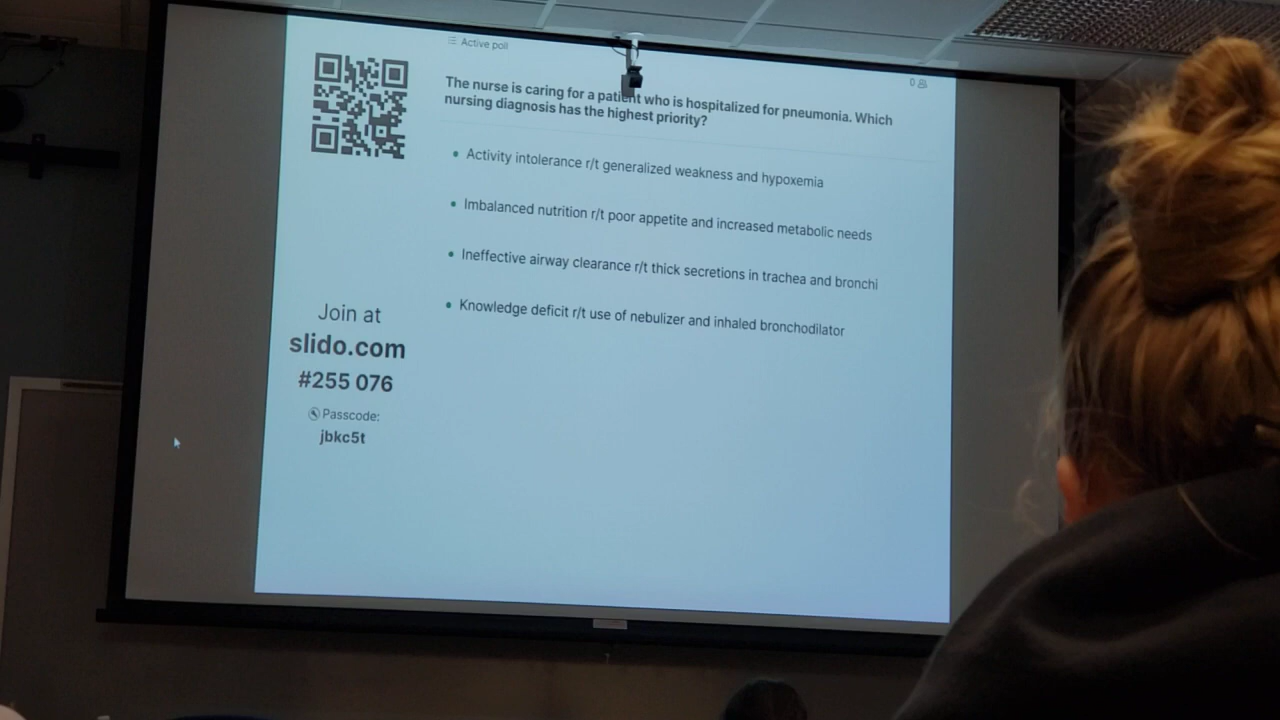 Active poll
0
The nurse is caring for a patient who is hospitalized for pneumonia. Which
nursing diagnosis has the highest priority?
• Activity intolerance r/t generalized weakness and hypoxemia
• Imbalanced nutrition r/t poor appetite and increased metabolic needs
• Ineffective airway clearance r/t thick secretions in trachea and bronchi
• Knowledge deficit r/t use of nebulizer and inhaled bronchodilator
Join at
slido.com
#255 076
Passcode:
jbkc5t